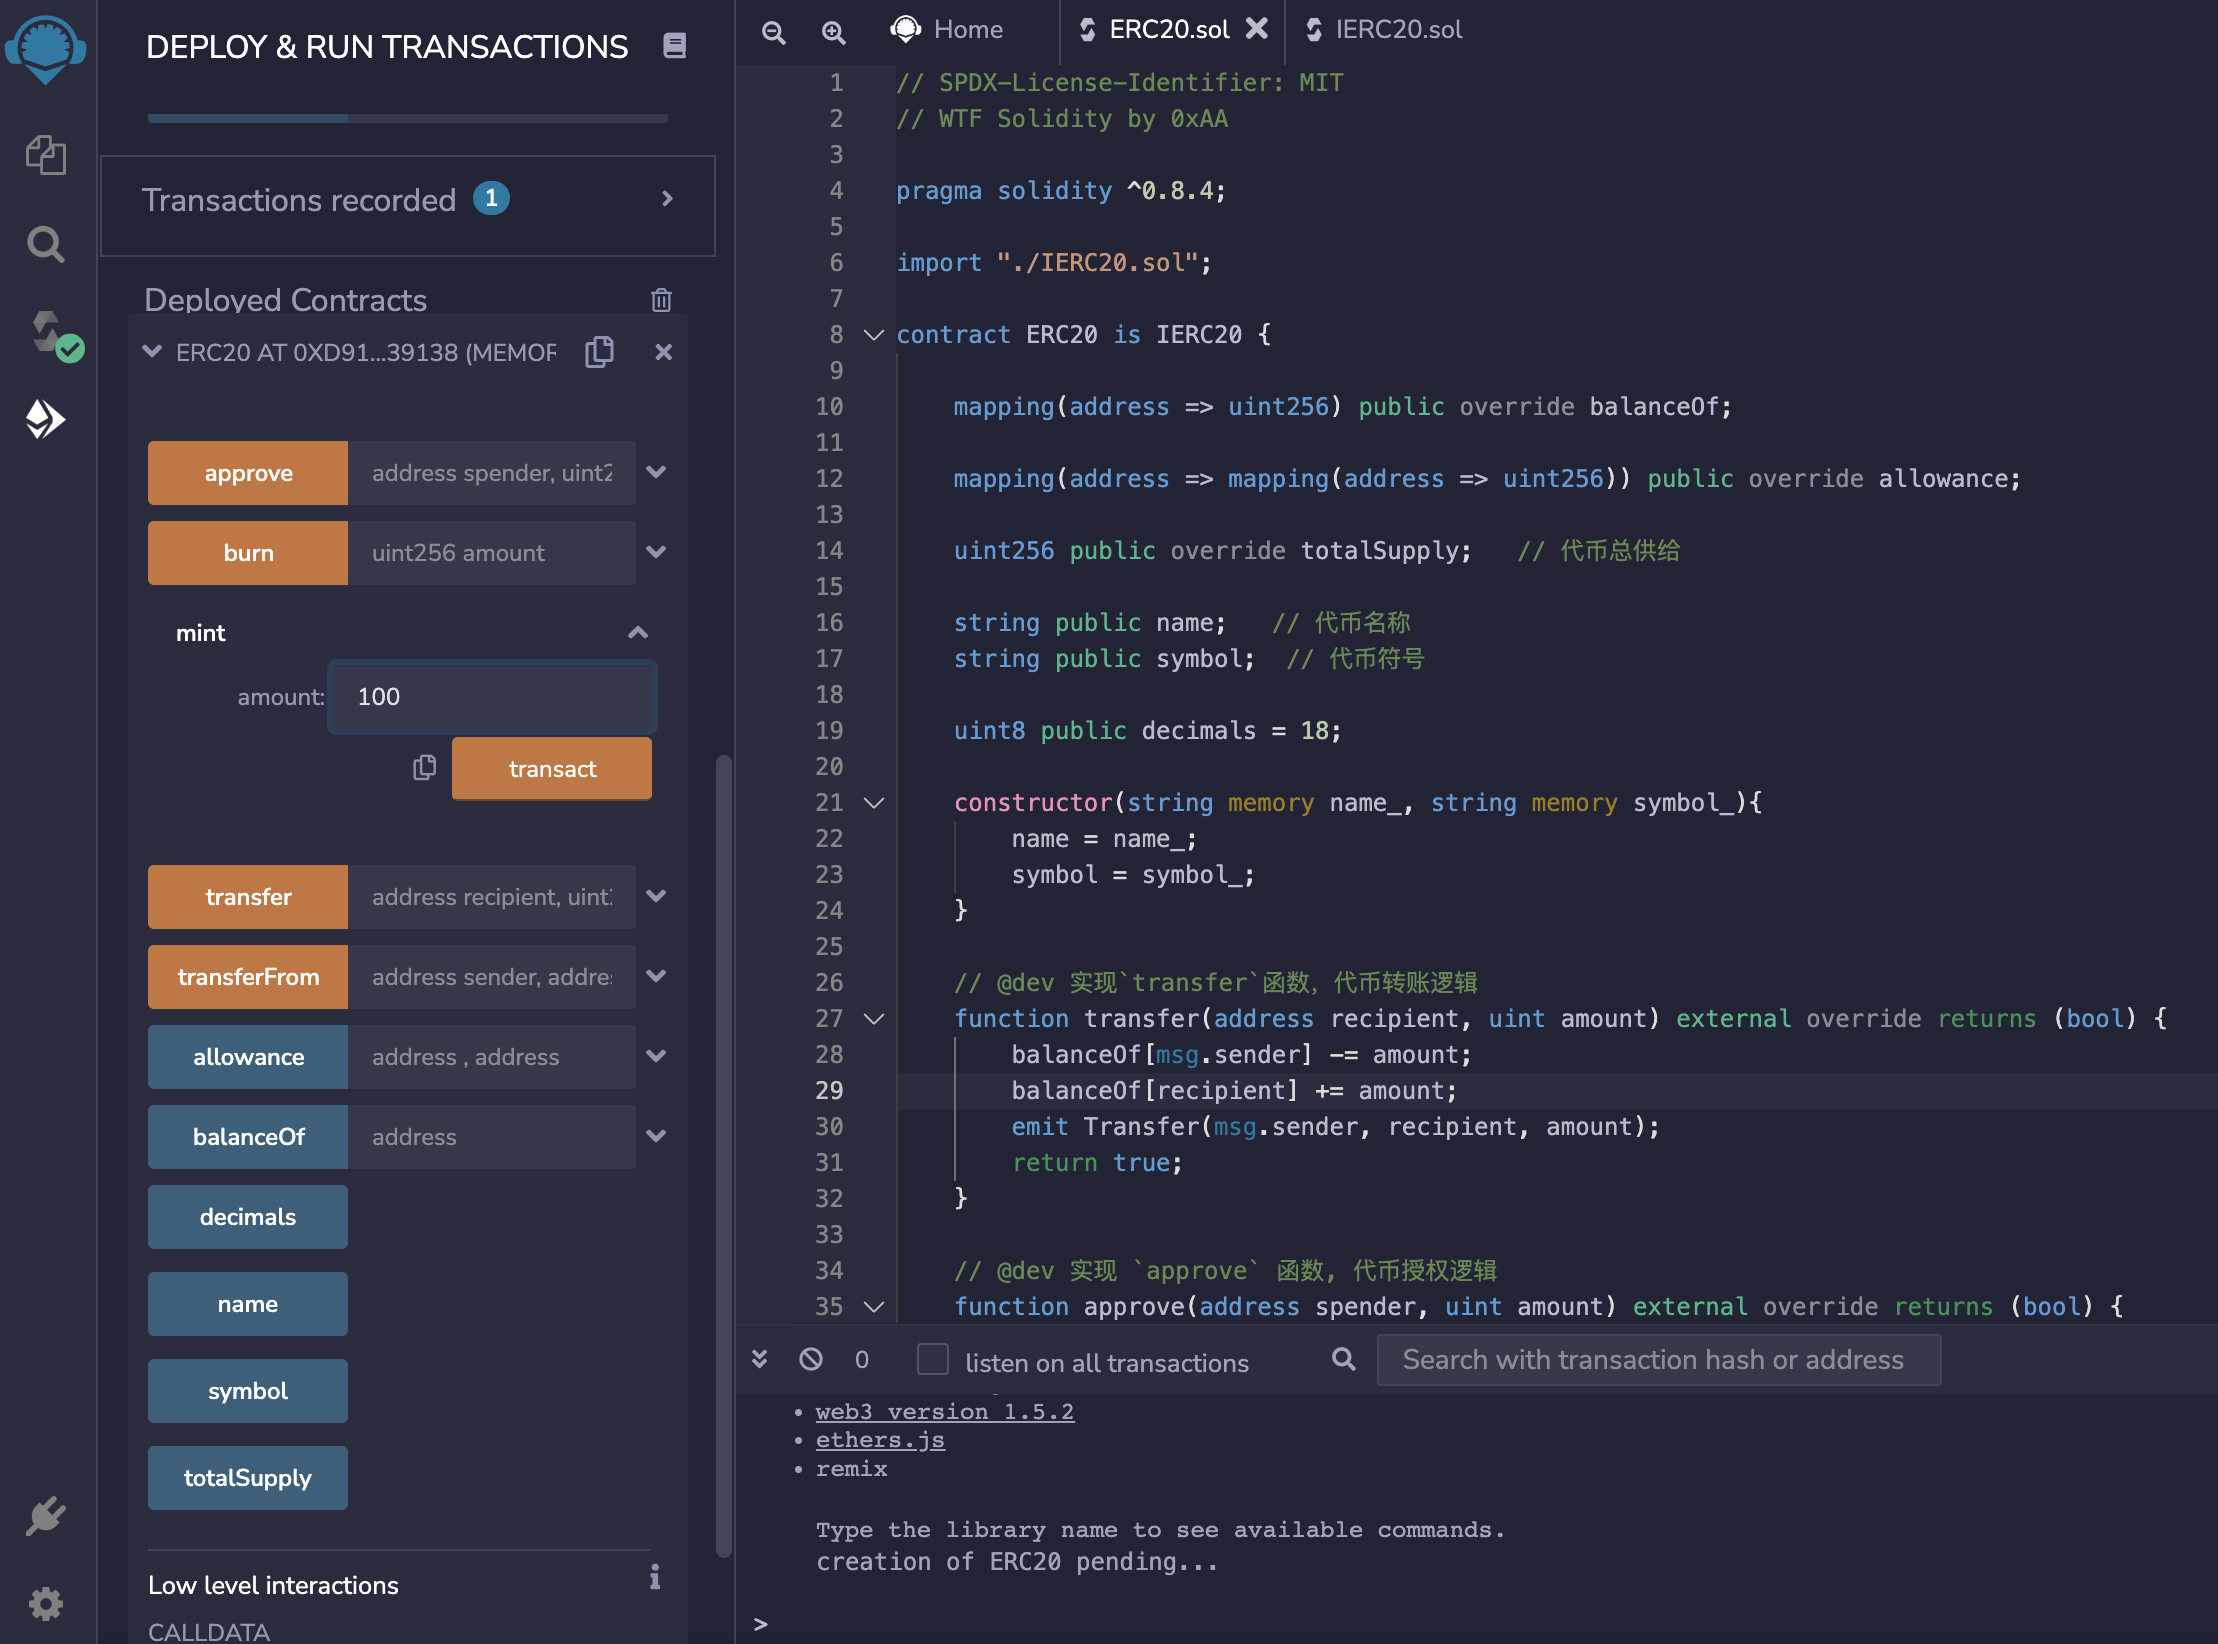 DEPLOY & RUN TRANSACTIONS
Transactions recorded 1
Deployed Contracts
ERC20 AT 0XD91...39138 (MEMOR
approve address spender, uint2
burn uint256 amount
mint
amount: 100
transact
transfer address recipient, uint
transferFrom address sender, addre
allowance address , address
balanceOf address
decimals
name
symbol
totalSupply
Low level interactions
CALLDATA
Home ERC20.sol IERC20.sol
1 // SPDX-License-Identifier: MIT
2 // WTF Solidity by 0xAA
3
4 pragma solidity ^0.8.4;
5
6 import "./IERC20.sol";
7
8 contract ERC20 is IERC20 {
9
10 mapping(address => uint256) public override balanceOf;
11
12 mapping(address => mapping(address => uint256)) public override allowance;
13
14 uint256 public override totalSupply;   // 代币总供给
15
16 string public name;   // 代币名称
17 string public symbol;  // 代币符号
18
19 uint8 public decimals = 18;
20
21 constructor(string memory name_, string memory symbol_){
22 name = name_;
23 symbol = symbol_;
24 }
25
26 // @dev 实现`transfer`函数，代币转账逻辑
27 function transfer(address recipient, uint amount) external override returns (bool) {
28 balanceOf[msg.sender] -= amount;
29 balanceOf[recipient] += amount;
30 emit Transfer(msg.sender, recipient, amount);
31 return true;
32 }
33
34 // @dev 实现 `approve` 函数, 代币授权逻辑
35 function approve(address spender, uint amount) external override returns (bool) {
0 listen on all transactions Search with transaction hash or address
• web3 version 1.5.2
• ethers.js
• remix
Type the library name to see available commands.
creation of ERC20 pending...
>